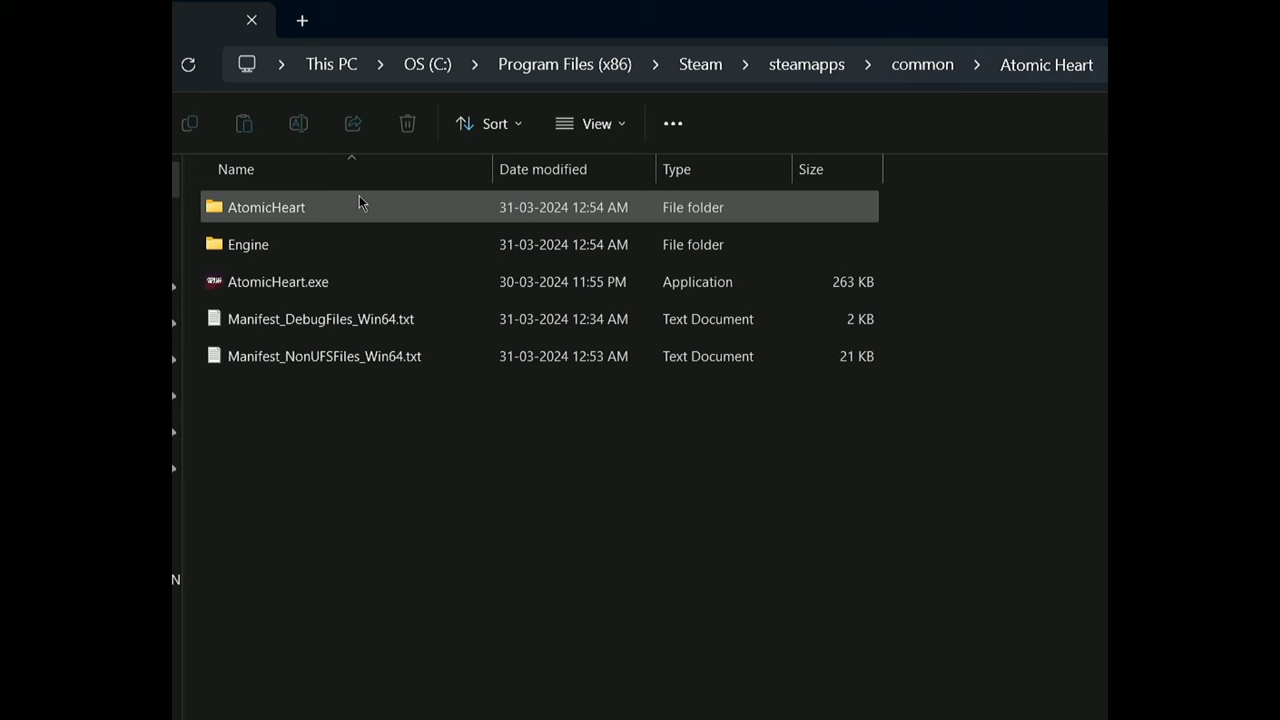 This PC > OS (C:) > Program Files (x86) > Steam > steamapps > common > Atomic Heart
Sort View
Name Date modified Type Size
AtomicHeart 31-03-2024 12:54 AM File folder
Engine 31-03-2024 12:54 AM File folder
AtomicHeart.exe 30-03-2024 11:55 PM Application 263 KB
Manifest_DebugFiles_Win64.txt 31-03-2024 12:34 AM Text Document 2 KB
Manifest_NonUFSFiles_Win64.txt 31-03-2024 12:53 AM Text Document 21 KB
N